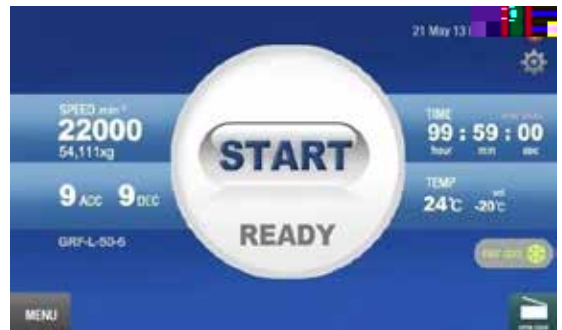 21 May 13
SPEED min⁻¹
22000
54,111xg
9 ACC 9 DEC
GRF-L-50-6
START
READY
TIME
99 : 59 : 00
hour min sec
TEMP
24℃ -20℃
MENU